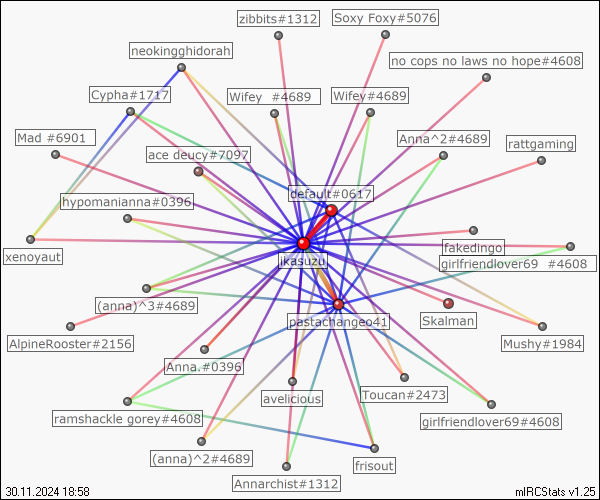 zibbits#1312
Soxy Foxy#5076
neokingghidorah
no cops no laws no hope#4608
Cypha#1717
Wifey #4689
Wifey#4689
Mad #6901
Anna^2#4689
rattgaming
ace deucy#7097
default#0617
hypomanianna#0396
fakedingo
xenoyaut
jkasuzu
girlfriendlover69 #4608
(anna)^3#4689
pastachangeo41
Skalman
AlpineRooster#2156
Mushy#1984
Anna.#0396
Toucan#2473
avelicious
ramshackle gorey#4608
girlfriendlover69#4608
(anna)^2#4689
frisout
Annarchist#1312
30.11.2024 18:58
mIRCStats v1.25